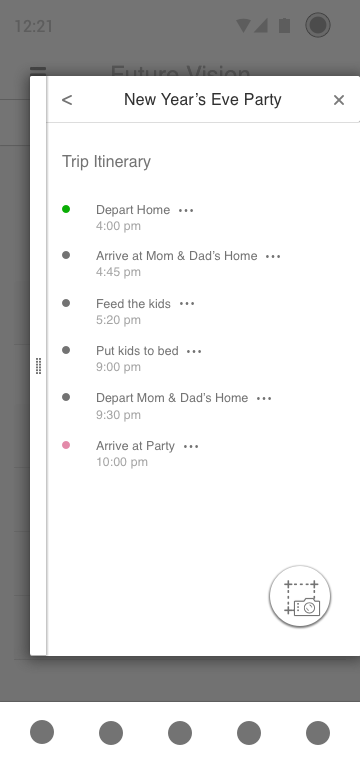 12:21
Future Vision
New Year's Eve Party
Trip Itinerary
Depart Home
4:00 pm
Arrive at Mom & Dad's Home
4:45 pm
Feed the kids
5:20 pm
Put kids to bed
9:00 pm
Depart Mom & Dad's Home
9:30 pm
Arrive at Party
10:00 pm